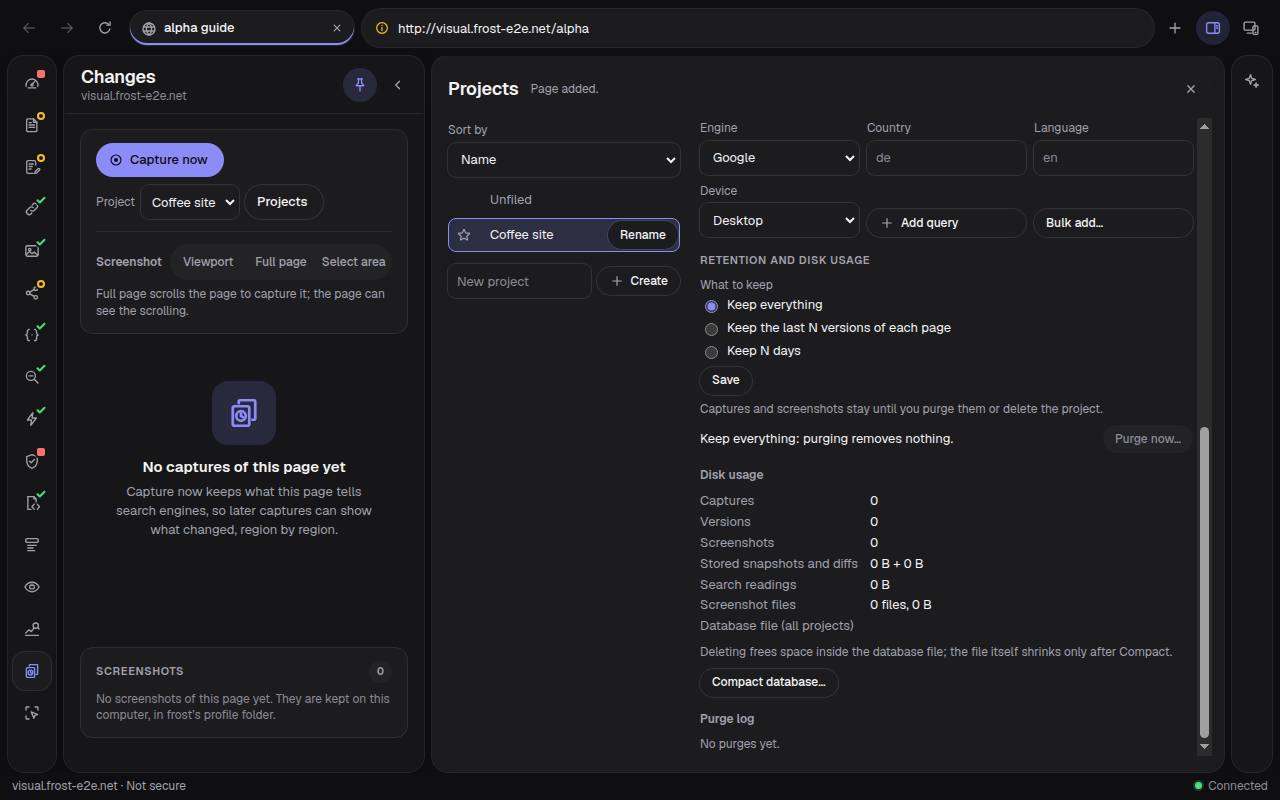 alpha guide
http://visual.frost-e2e.net/alpha
Changes
visual.frost-e2e.net
Capture now
Project
Coffee site
Projects
Screenshot
Viewport
Full page
Select area
Full page scrolls the page to capture it; the page can
see the scrolling.
No captures of this page yet
Capture now keeps what this page tells
search engines, so later captures can show
what changed, region by region.
SCREENSHOTS
0
No screenshots of this page yet. They are kept on this
computer, in frost's profile folder.
Projects
Page added.
Sort by
Name
Unfiled
Coffee site
Rename
New project
Create
Engine
Country
Language
Google
de
en
Device
Desktop
Add query
Bulk add…
RETENTION AND DISK USAGE
What to keep
Keep everything
Keep the last N versions of each page
Keep N days
Save
Captures and screenshots stay until you purge them or delete the project.
Keep everything: purging removes nothing.
Purge now…
Disk usage
Captures 0
Versions 0
Screenshots 0
Stored snapshots and diffs 0 B + 0 B
Search readings 0 B
Screenshot files 0 files, 0 B
Database file (all projects)
Deleting frees space inside the database file; the file itself shrinks only after Compact.
Compact database…
Purge log
No purges yet.
visual.frost-e2e.net · Not secure
Connected